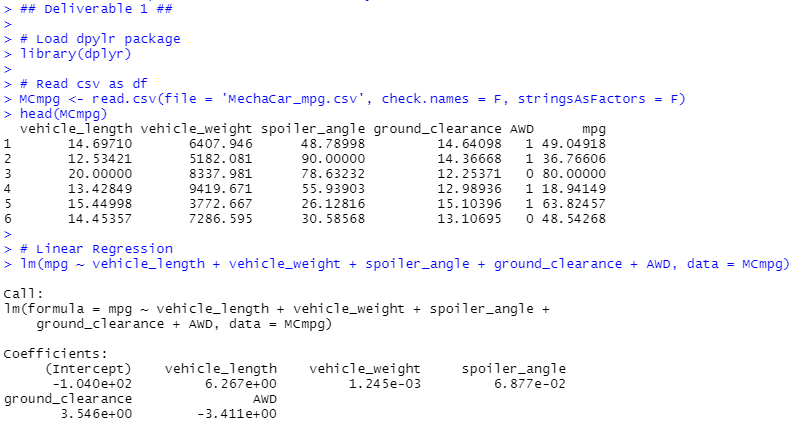 > ## Deliverable 1 ##
>
> # Load dpylr package
> library(dplyr)
>
> # Read csv as df
> MCmpg <- read.csv(file = 'MechaCar_mpg.csv', check.names = F, stringsAsFactors = F)
> head(MCmpg)
  vehicle_length vehicle_weight spoiler_angle ground_clearance AWD      mpg
1       14.69710       6407.946      48.78998         14.64098   1 49.04918
2       12.53421       5182.081      90.00000         14.36668   1 36.76606
3       20.00000       8337.981      78.63232         12.25371   0 80.00000
4       13.42849       9419.671      55.93903         12.98936   1 18.94149
5       15.44998       3772.667      26.12816         15.10396   1 63.82457
6       14.45357       7286.595      30.58568         13.10695   0 48.54268
>
> # Linear Regression
> lm(mpg ~ vehicle_length + vehicle_weight + spoiler_angle + ground_clearance + AWD, data = MCmpg)
Call:
lm(formula = mpg ~ vehicle_length + vehicle_weight + spoiler_angle +
    ground_clearance + AWD, data = MCmpg)
Coefficients:
     (Intercept)    vehicle_length    vehicle_weight     spoiler_angle
      -1.040e+02         6.267e+00         1.245e-03         6.877e-02
ground_clearance               AWD
       3.546e+00        -3.411e+00